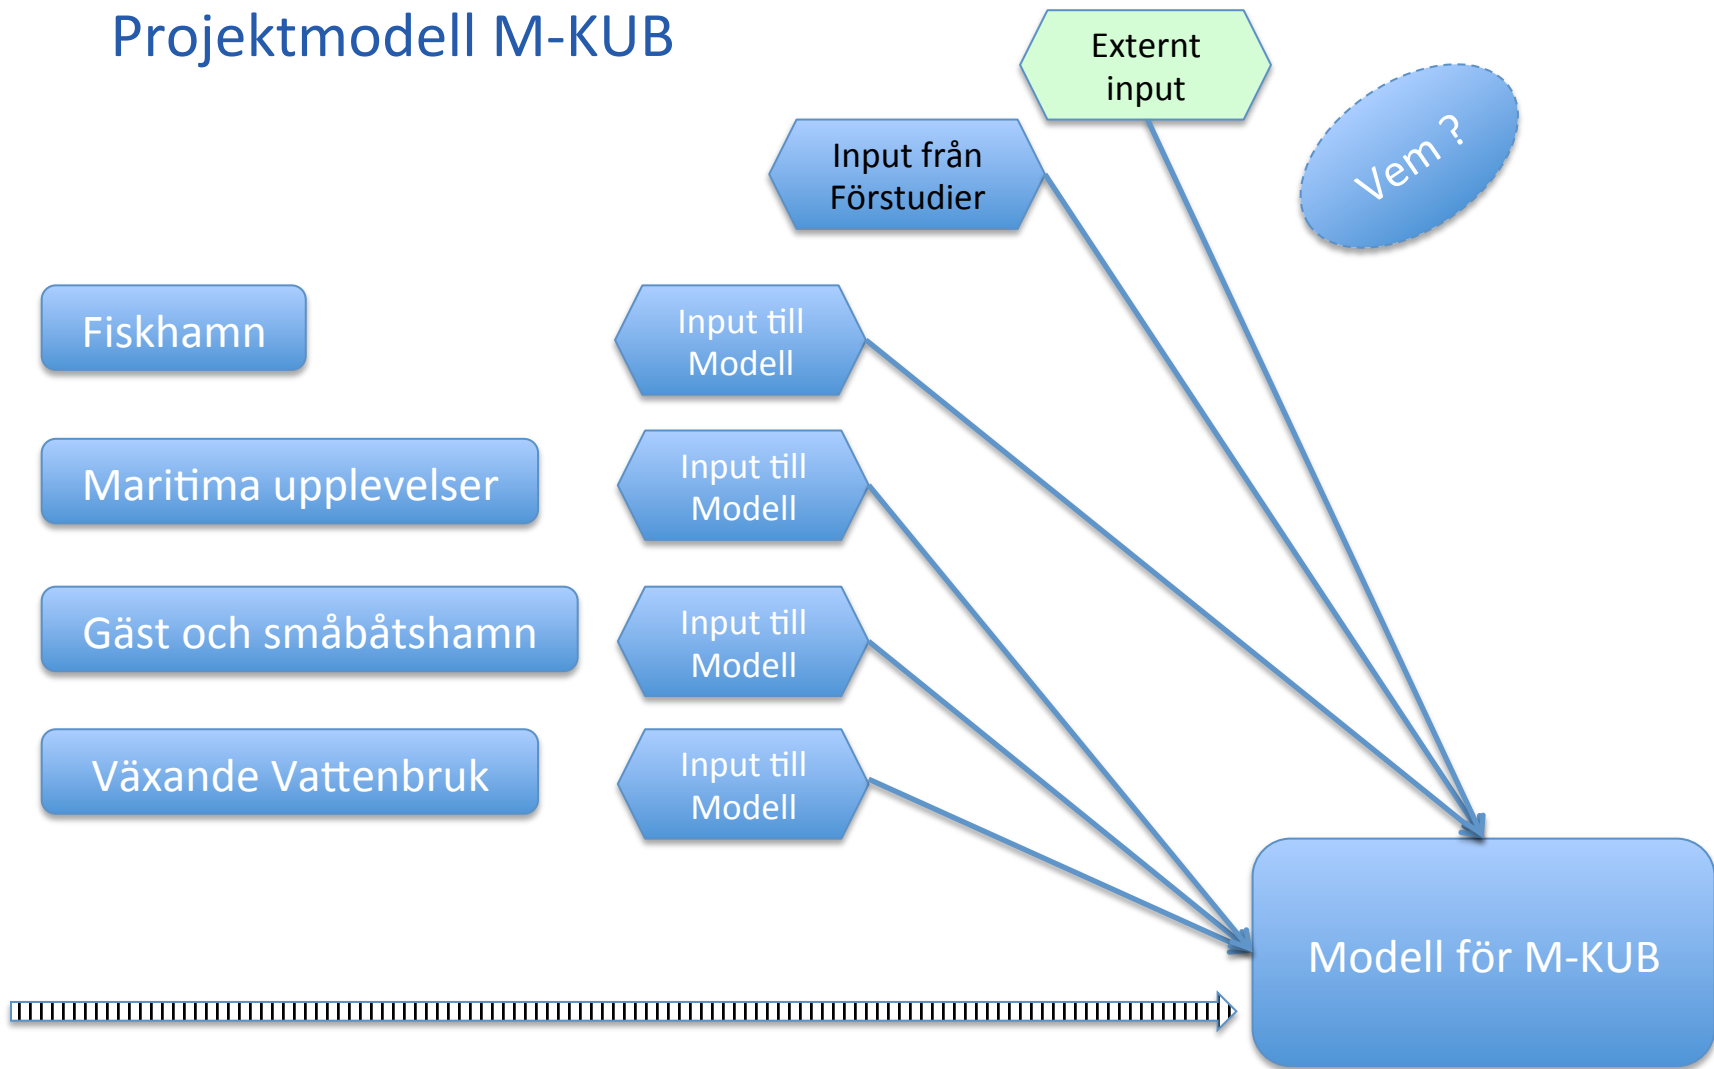 Projektmodell M-KUB
Externt
input
Vem ?
Input från
Förstudier
Fiskhamn
Input till
Modell
Maritima upplevelser
Input till
Modell
Gäst och småbåtshamn
Input till
Modell
Växande Vattenbruk
Input till
Modell
Modell för M-KUB